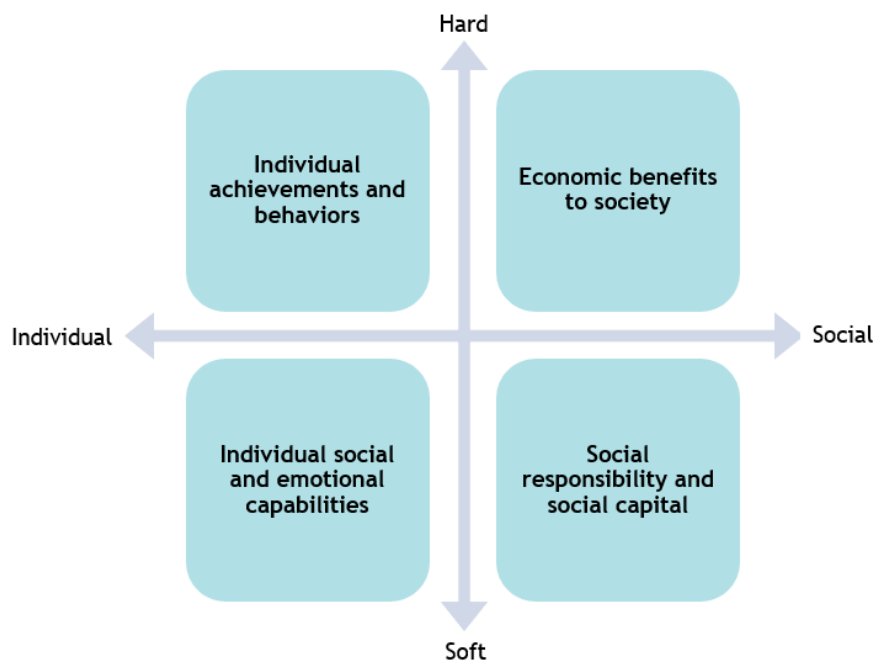 Hard
Individual
achievements and
behaviors
Economic benefits
to society
Individual
Social
Individual social
and emotional
capabilities
Social
responsibility and
social capital
Soft